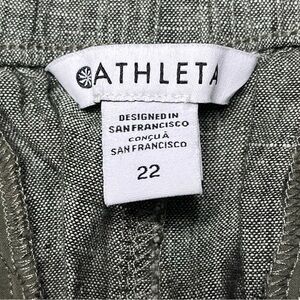 ATHLETA
DESIGNED IN
SAN FRANCISCO
CONÇU À
SAN FRANCISCO
22